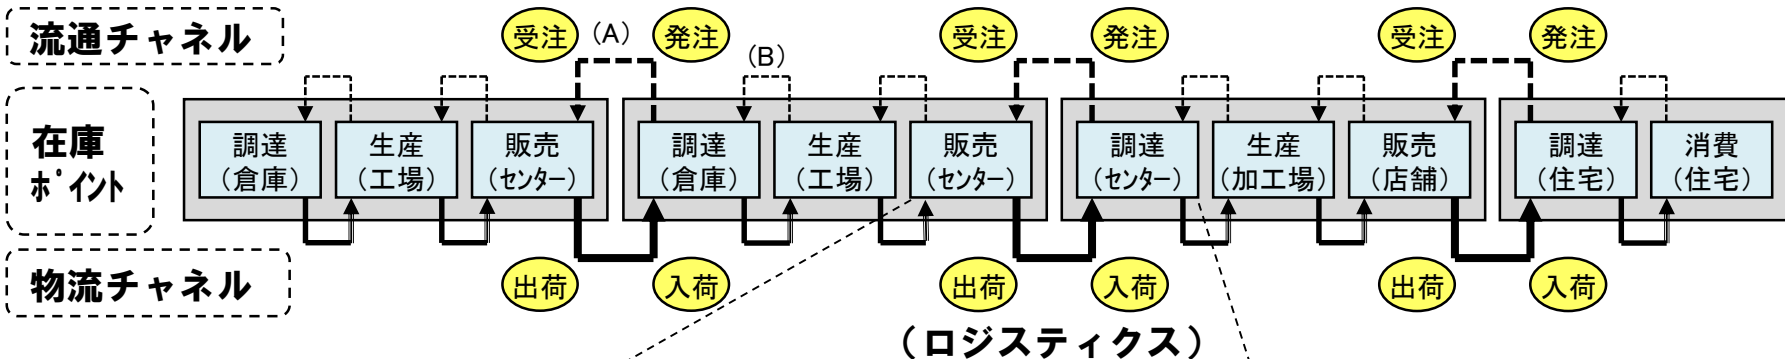 流通チャネル
受注
(A)
発注
(B)
受注
発注
受注
発注
在庫
ﾎﾟｲﾝﾄ
調達
(倉庫)
生産
(工場)
販売
(ｾﾝﾀｰ)
調達
(倉庫)
生産
(工場)
販売
(ｾﾝﾀｰ)
調達
(ｾﾝﾀｰ)
生産
(加工場)
販売
(店舗)
調達
(住宅)
消費
(住宅)
物流チャネル
出荷
入荷
出荷
入荷
出荷
入荷
(ロジスティクス)